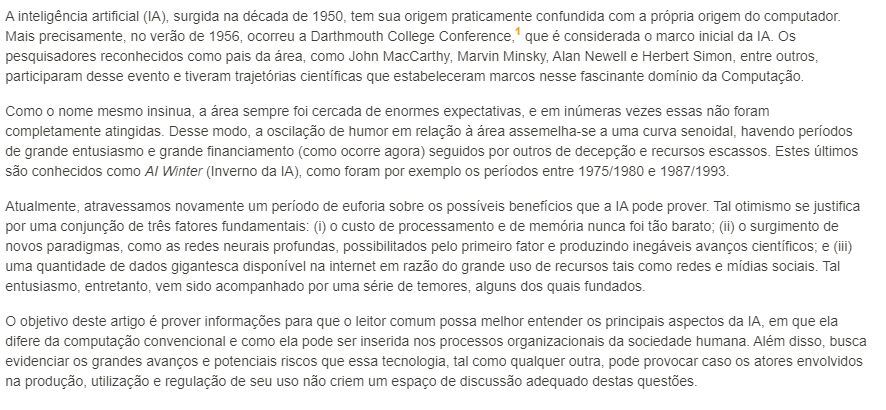 A inteligência artificial (IA), surgida na década de 1950, tem sua origem praticamente confundida com a própria origem do computador.
Mais precisamente, no verão de 1956, ocorreu a Darthmouth College Conference,1 que é considerada o marco inicial da IA. Os
pesquisadores reconhecidos como pais da área, como John MacCarthy, Marvin Minsky, Alan Newell e Herbert Simon, entre outros,
participaram desse evento e tiveram trajetórias científicas que estabeleceram marcos nesse fascinante domínio da Computação.
Como o nome mesmo insinua, a área sempre foi cercada de enormes expectativas, e em inúmeras vezes essas não foram
completamente atingidas. Desse modo, a oscilação de humor em relação à área assemelha-se a uma curva senoidal, havendo períodos
de grande entusiasmo e grande financiamento (como ocorre agora) seguidos por outros de decepção e recursos escassos. Estes últimos
são conhecidos como AI Winter (Inverno da IA), como foram por exemplo os períodos entre 1975/1980 e 1987/1993.
Atualmente, atravessamos novamente um período de euforia sobre os possíveis benefícios que a IA pode prover. Tal otimismo se justifica
por uma conjunção de três fatores fundamentais: (i) o custo de processamento e de memória nunca foi tão barato; (ii) o surgimento de
novos paradigmas, como as redes neurais profundas, possibilitados pelo primeiro fator e produzindo inegáveis avanços científicos; e (iii)
uma quantidade de dados gigantesca disponível na internet em razão do grande uso de recursos tais como redes e mídias sociais. Tal
entusiasmo, entretanto, vem sido acompanhado por uma série de temores, alguns dos quais fundados.
O objetivo deste artigo é prover informações para que o leitor comum possa melhor entender os principais aspectos da IA, em que ela
difere da computação convencional e como ela pode ser inserida nos processos organizacionais da sociedade humana. Além disso, busca
evidenciar os grandes avanços e potenciais riscos que essa tecnologia, tal como qualquer outra, pode provocar caso os atores envolvidos
na produção, utilização e regulação de seu uso não criem um espaço de discussão adequado destas questões.